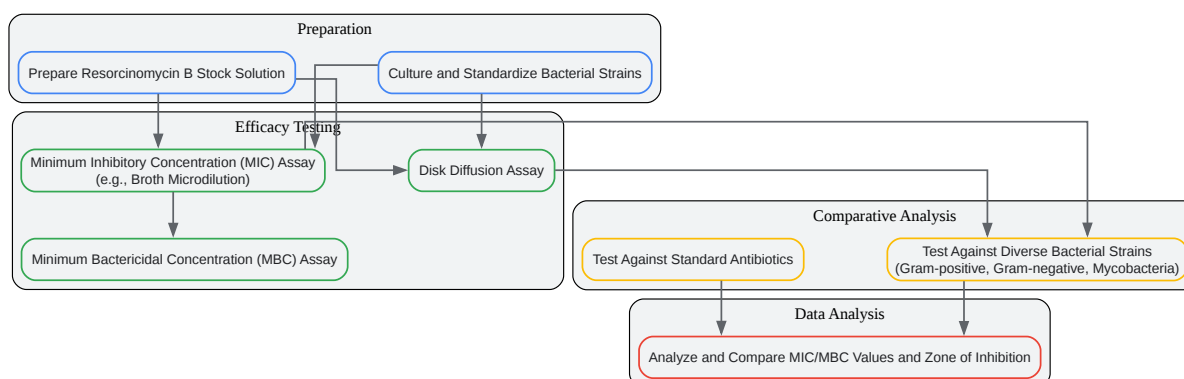 Preparation
Prepare Resorcinomycin B Stock Solution
Culture and Standardize Bacterial Strains
Efficacy Testing
Minimum Inhibitory Concentration (MIC) Assay
(e.g., Broth Microdilution)
Disk Diffusion Assay
Minimum Bactericidal Concentration (MBC) Assay
Comparative Analysis
Test Against Standard Antibiotics
Test Against Diverse Bacterial Strains
(Gram-positive, Gram-negative, Mycobacteria)
Data Analysis
Analyze and Compare MIC/MBC Values and Zone of Inhibition